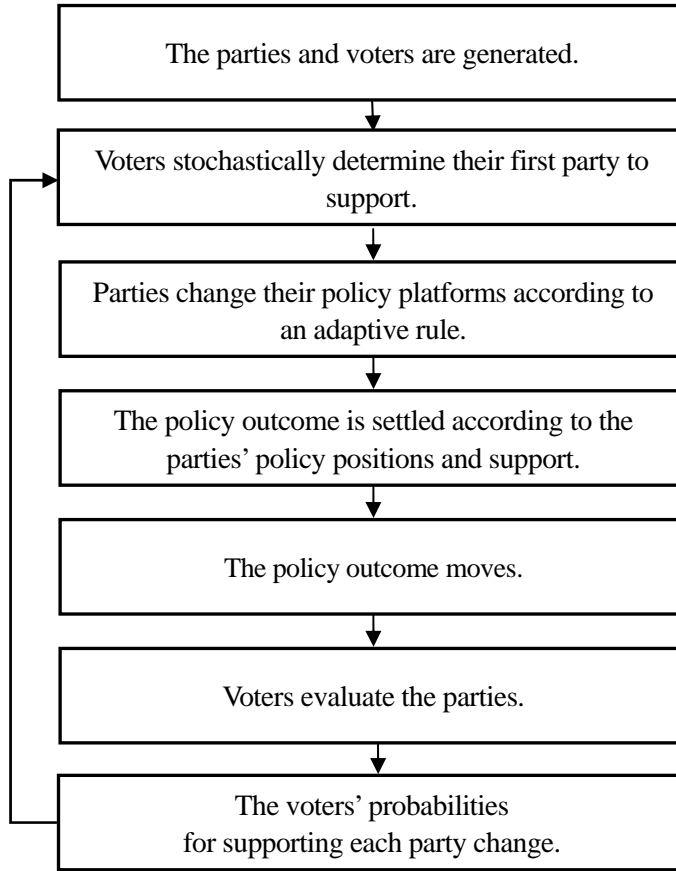 The parties and voters are generated.
Voters stochastically determine their first party to
support.
Parties change their policy platforms according to
an adaptive rule.
The policy outcome is settled according to the
parties’ policy positions and support.
The policy outcome moves.
Voters evaluate the parties.
The voters’ probabilities
for supporting each party change.